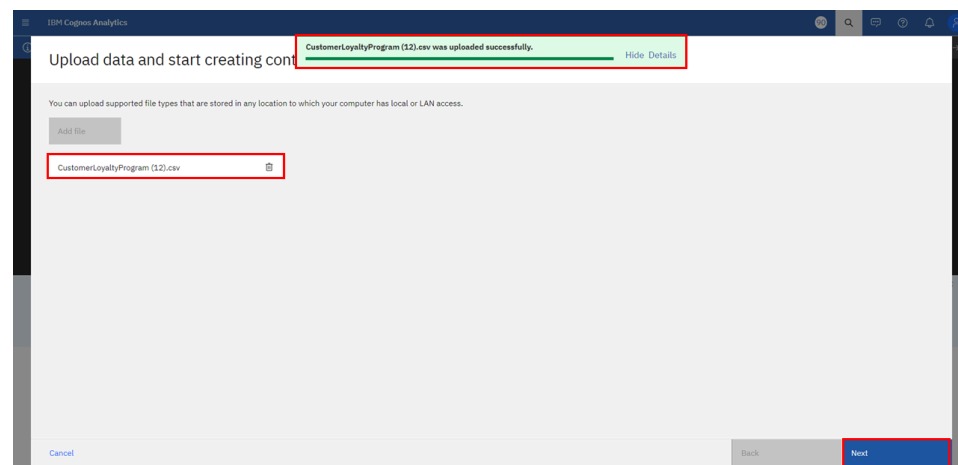 IBM Cognos Analytics
90
CustomerLoyaltyProgram (12).csv was uploaded successfully.
Hide Details
Upload data and start creating cont
You can upload supported file types that are stored in any location to which your computer has local or LAN access.
Add file
CustomerLoyaltyProgram (12).csv
Cancel
Back
Next